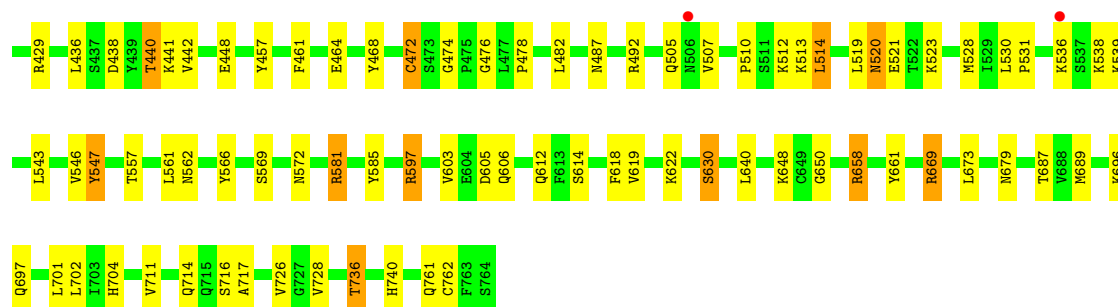 R429 L436 S437 D438 Y439 T440 K441 V442 E448 Y457 F461 E464 Y468 C472 S473 G474 P475 G476 L477 P478 L482 N487 R492 Q505 N506 V507 P510 S511 K512 K513 L514 L519 N520 E521 T522 K523 M528 I529 L530 P531 K536 S537 K538 K539
L543 V546 Y547 T557 L561 N562 Y566 S569 N572 R581 Y585 R597 V603 E604 D605 Q606 Q612 F613 S614 F618 V619 K622 S630 L640 K648 C649 G650 R658 Y661 R669 L673 N679 T687 V688 M689 K696
Q697 L701 L702 I703 H704 V711 Q714 Q715 S716 A717 V726 G727 V728 T736 H740 Q761 C762 F763 S764